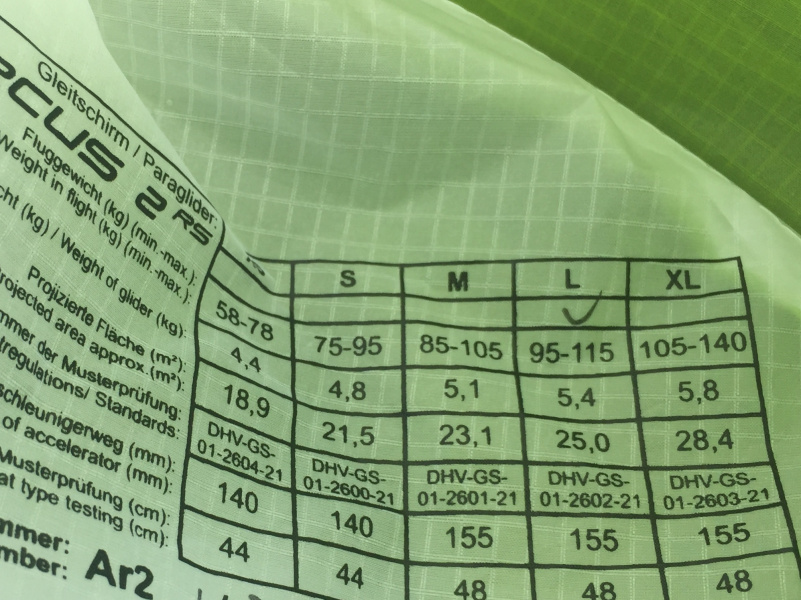 Gleitschirm / Paraglider:
RCUS 2 RS
Fluggewicht (kg) (min.-max.):
Weight in flight (kg) (min.-max.):
cht (kg) / Weight of glider (kg):
Projizierte Fläche (m²):
rojected area approx.(m²):
mmer der Musterprüfung:
regulations/ Standards:
schleunigerweg (mm):
of accelerator (mm):
Musterprüfung (cm):
at type testing (cm):
mmer:
mber: Ar2
S M L XL
✓
58-78 75-95 85-105 95-115 105-140
4,4 4,8 5,1 5,4 5,8
18,9 21,5 23,1 25,0 28,4
DHV-GS- DHV-GS- DHV-GS- DHV-GS- DHV-GS-
01-2604-21 01-2600-21 01-2601-21 01-2602-21 01-2603-21
140 140 155 155 155
44 44 48 48 48